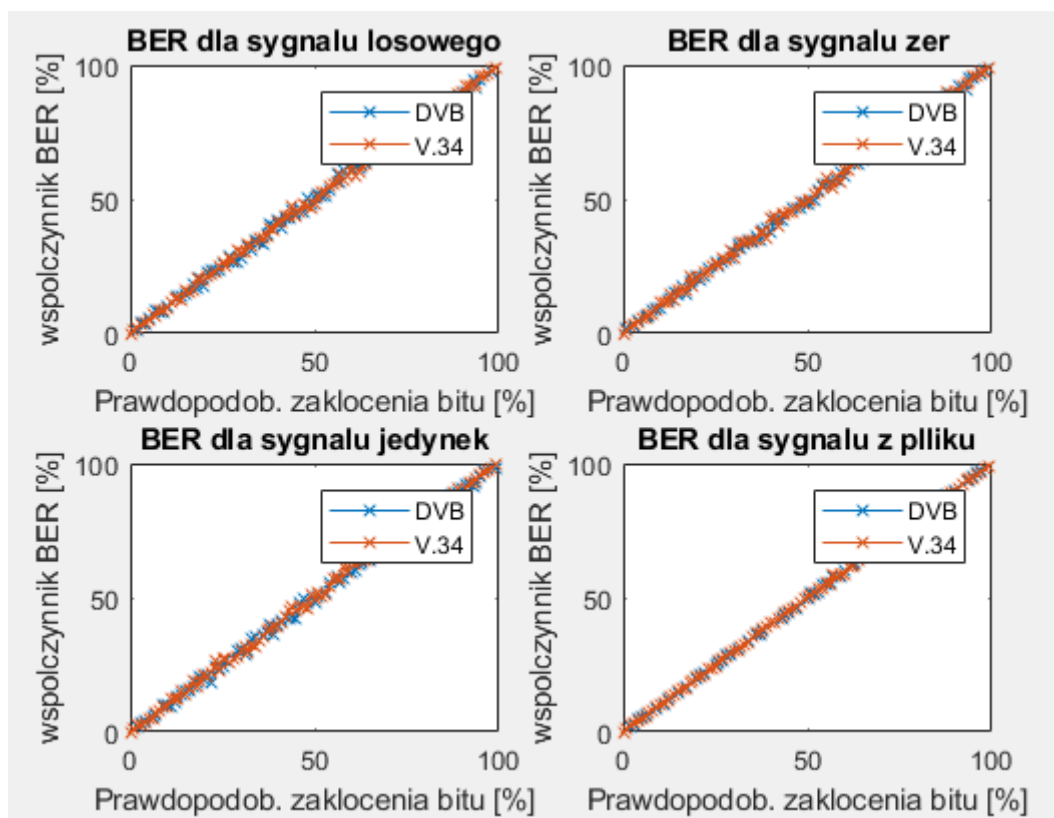 BER dla sygnalu losowego
wspolczynnik BER [%]
100
50
0
DVB
V.34
0 50 100
Prawdopodob. zaklocenia bitu [%]
BER dla sygnalu zer
wspolczynnik BER [%]
100
50
0
DVB
V.34
0 50 100
Prawdopodob. zaklocenia bitu [%]
BER dla sygnalu jedynek
wspolczynnik BER [%]
100
50
0
DVB
V.34
0 50 100
Prawdopodob. zaklocenia bitu [%]
BER dla sygnalu z plliku
wspolczynnik BER [%]
100
50
0
DVB
V.34
0 50 100
Prawdopodob. zaklocenia bitu [%]